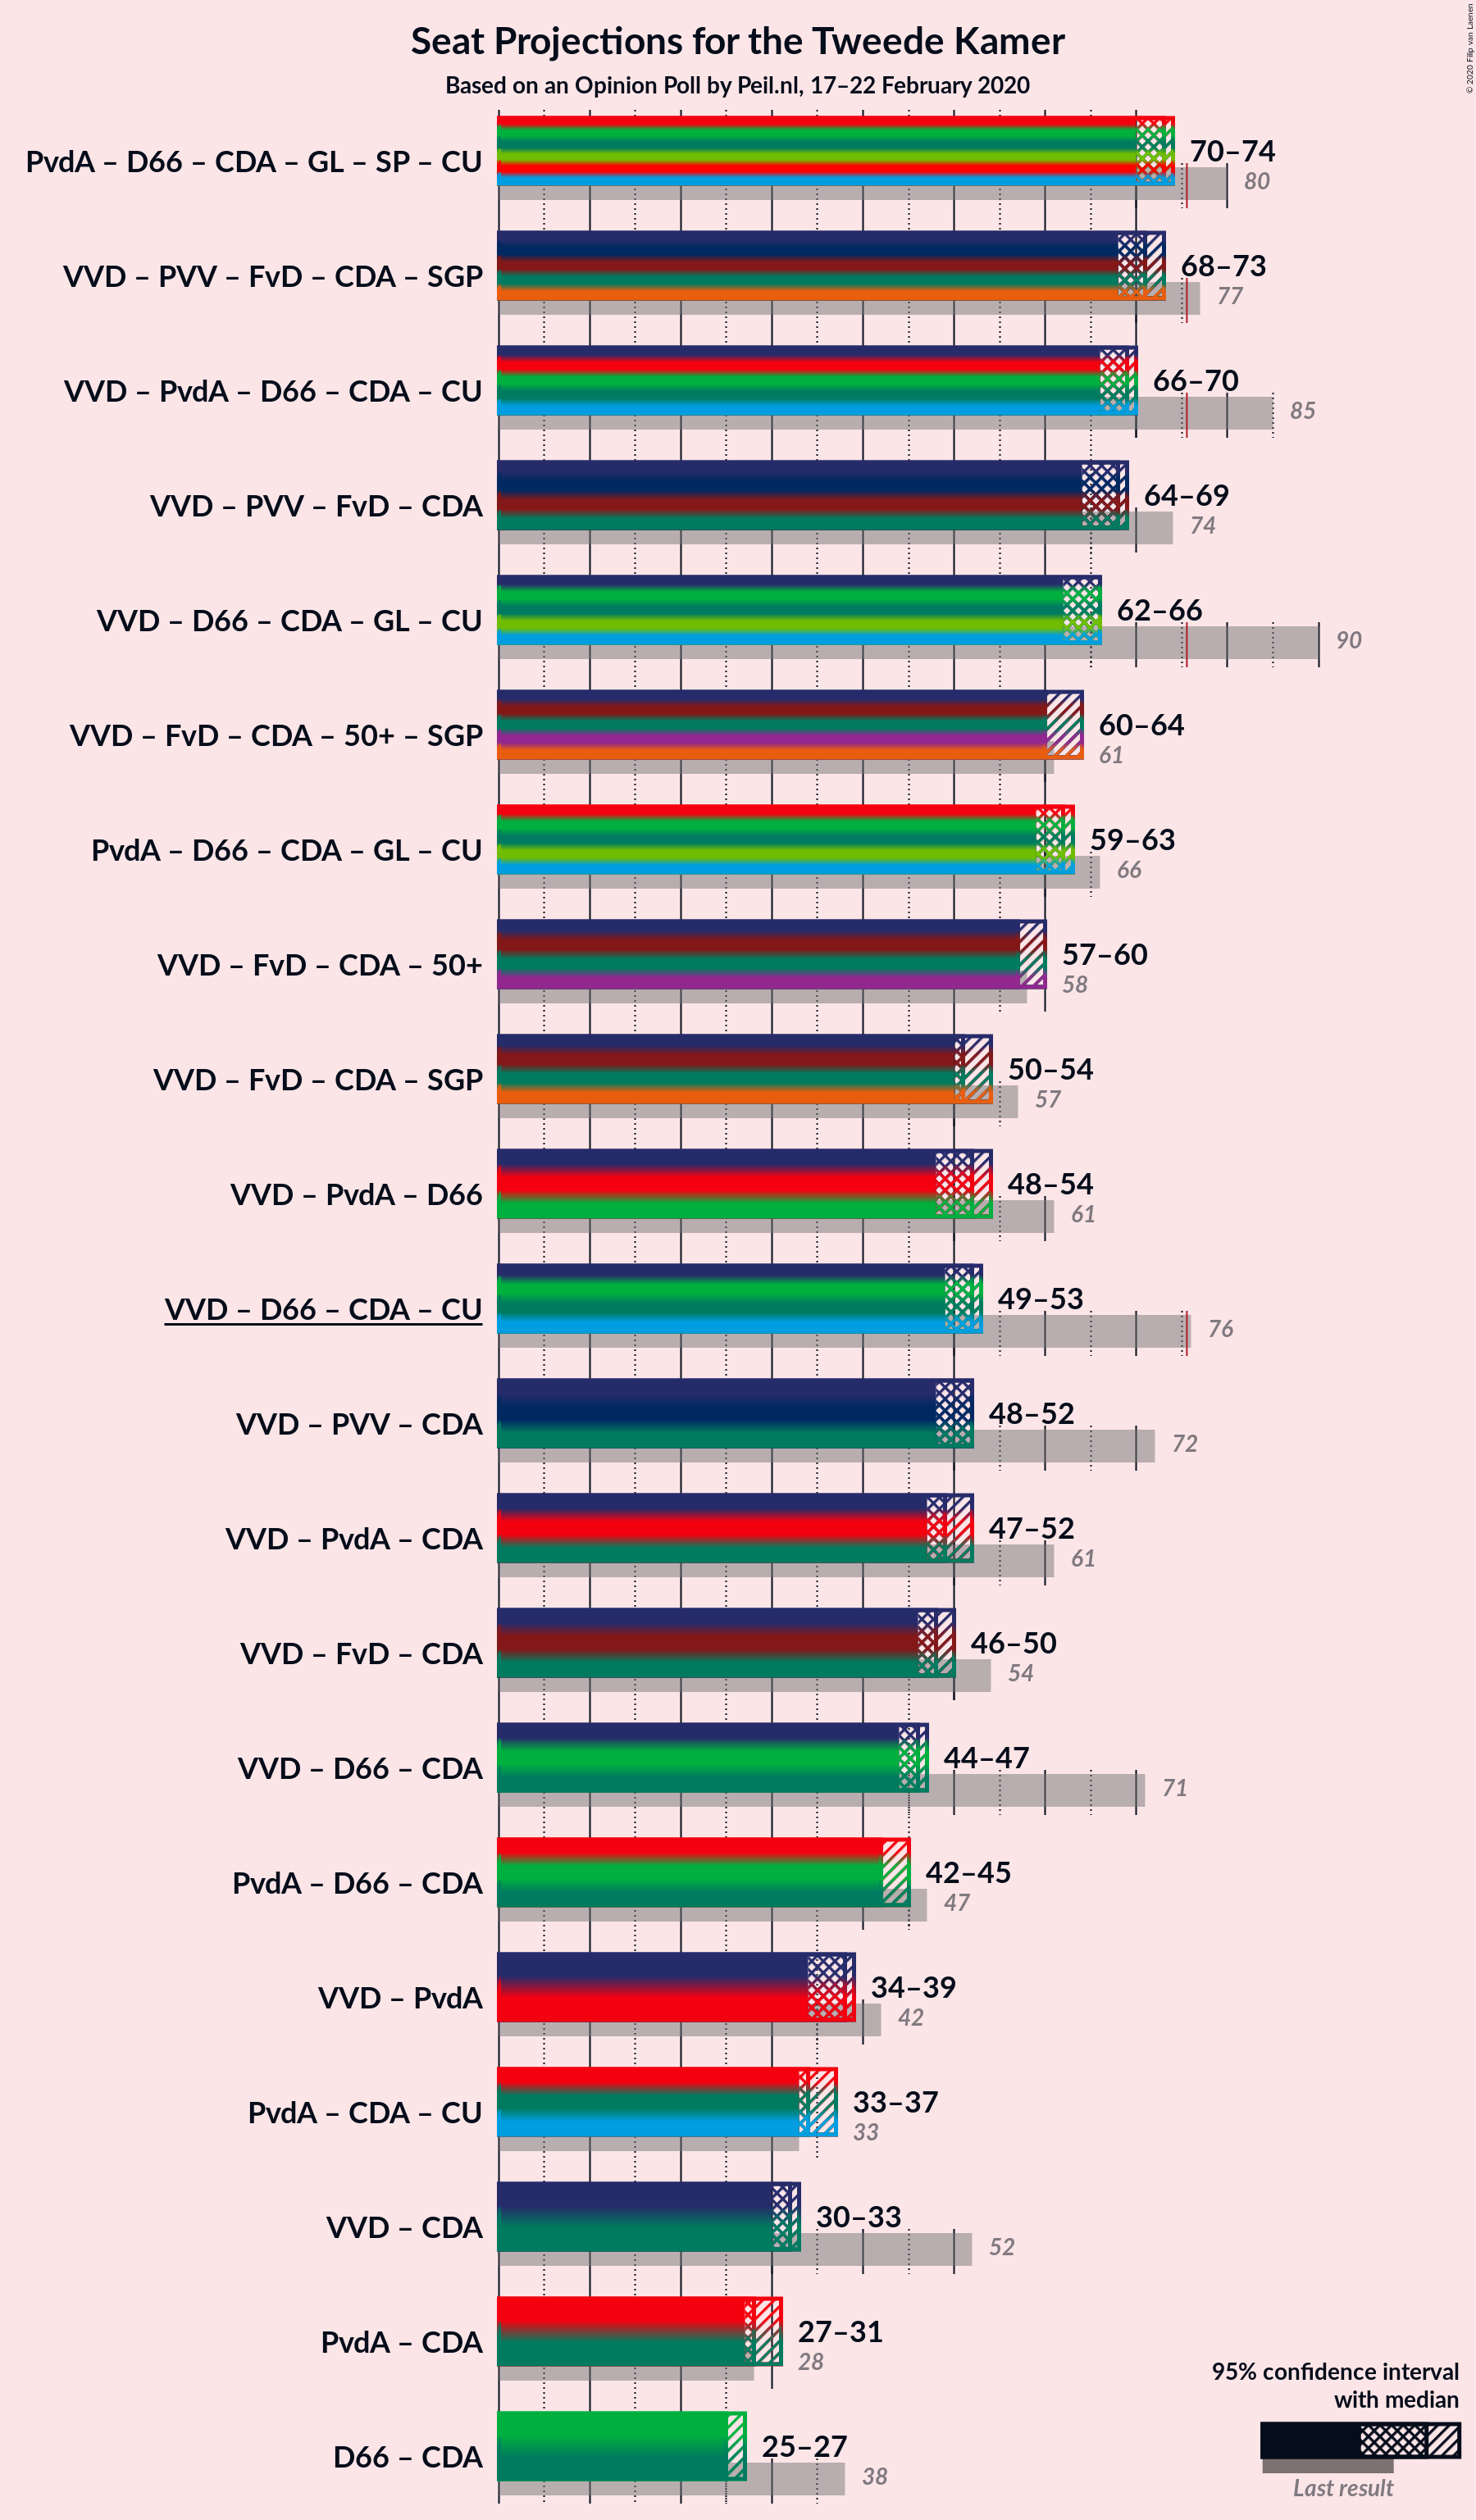 Seat Projections for the Tweede Kamer
Based on an Opinion Poll by Peil.nl, 17–22 February 2020
© 2020 Filip van Laenen
PvdA – D66 – CDA – GL – SP – CU
70–74
80
VVD – PVV – FvD – CDA – SGP
68–73
77
VVD – PvdA – D66 – CDA – CU
66–70
85
VVD – PVV – FvD – CDA
64–69
74
VVD – D66 – CDA – GL – CU
62–66
90
VVD – FvD – CDA – 50+ – SGP
60–64
61
PvdA – D66 – CDA – GL – CU
59–63
66
VVD – FvD – CDA – 50+
57–60
58
VVD – FvD – CDA – SGP
50–54
57
VVD – PvdA – D66
48–54
61
VVD – D66 – CDA – CU
49–53
76
VVD – PVV – CDA
48–52
72
VVD – PvdA – CDA
47–52
61
VVD – FvD – CDA
46–50
54
VVD – D66 – CDA
44–47
71
PvdA – D66 – CDA
42–45
47
VVD – PvdA
34–39
42
PvdA – CDA – CU
33–37
33
VVD – CDA
30–33
52
PvdA – CDA
27–31
28
D66 – CDA
25–27
38
95% confidence interval
with median
Last result